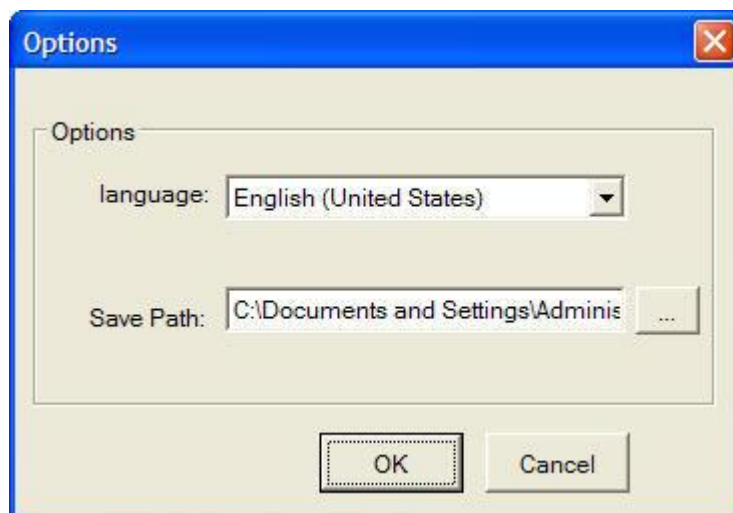 Options
Options
language: English (United States)
Save Path: C:\Documents and Settings\Adminis ...
OK Cancel